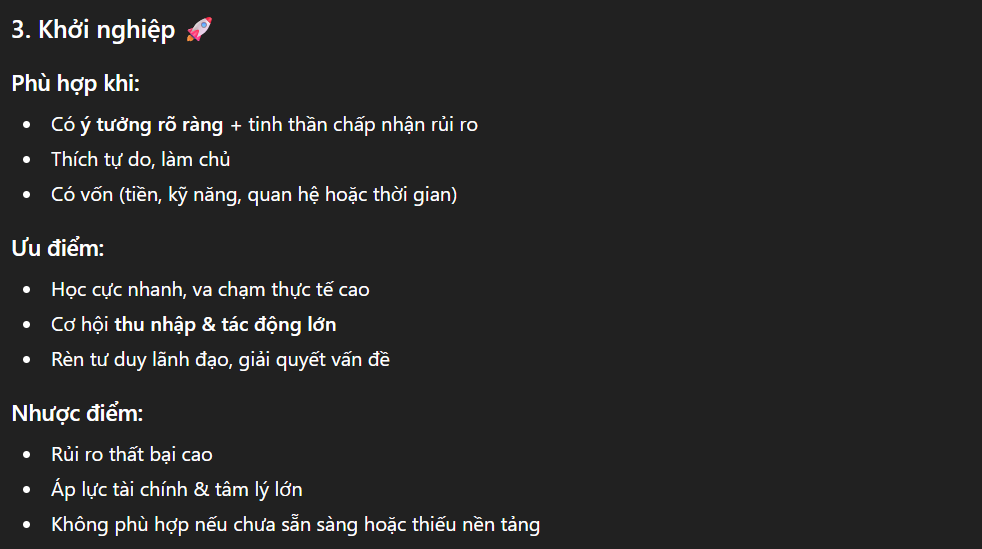 3. Khởi nghiệp 🚀
Phù hợp khi:
• Có ý tưởng rõ ràng + tinh thần chấp nhận rủi ro
• Thích tự do, làm chủ
• Có vốn (tiền, kỹ năng, quan hệ hoặc thời gian)
Ưu điểm:
• Học cực nhanh, va chạm thực tế cao
• Cơ hội thu nhập & tác động lớn
• Rèn tư duy lãnh đạo, giải quyết vấn đề
Nhược điểm:
• Rủi ro thất bại cao
• Áp lực tài chính & tâm lý lớn
• Không phù hợp nếu chưa sẵn sàng hoặc thiếu nền tảng